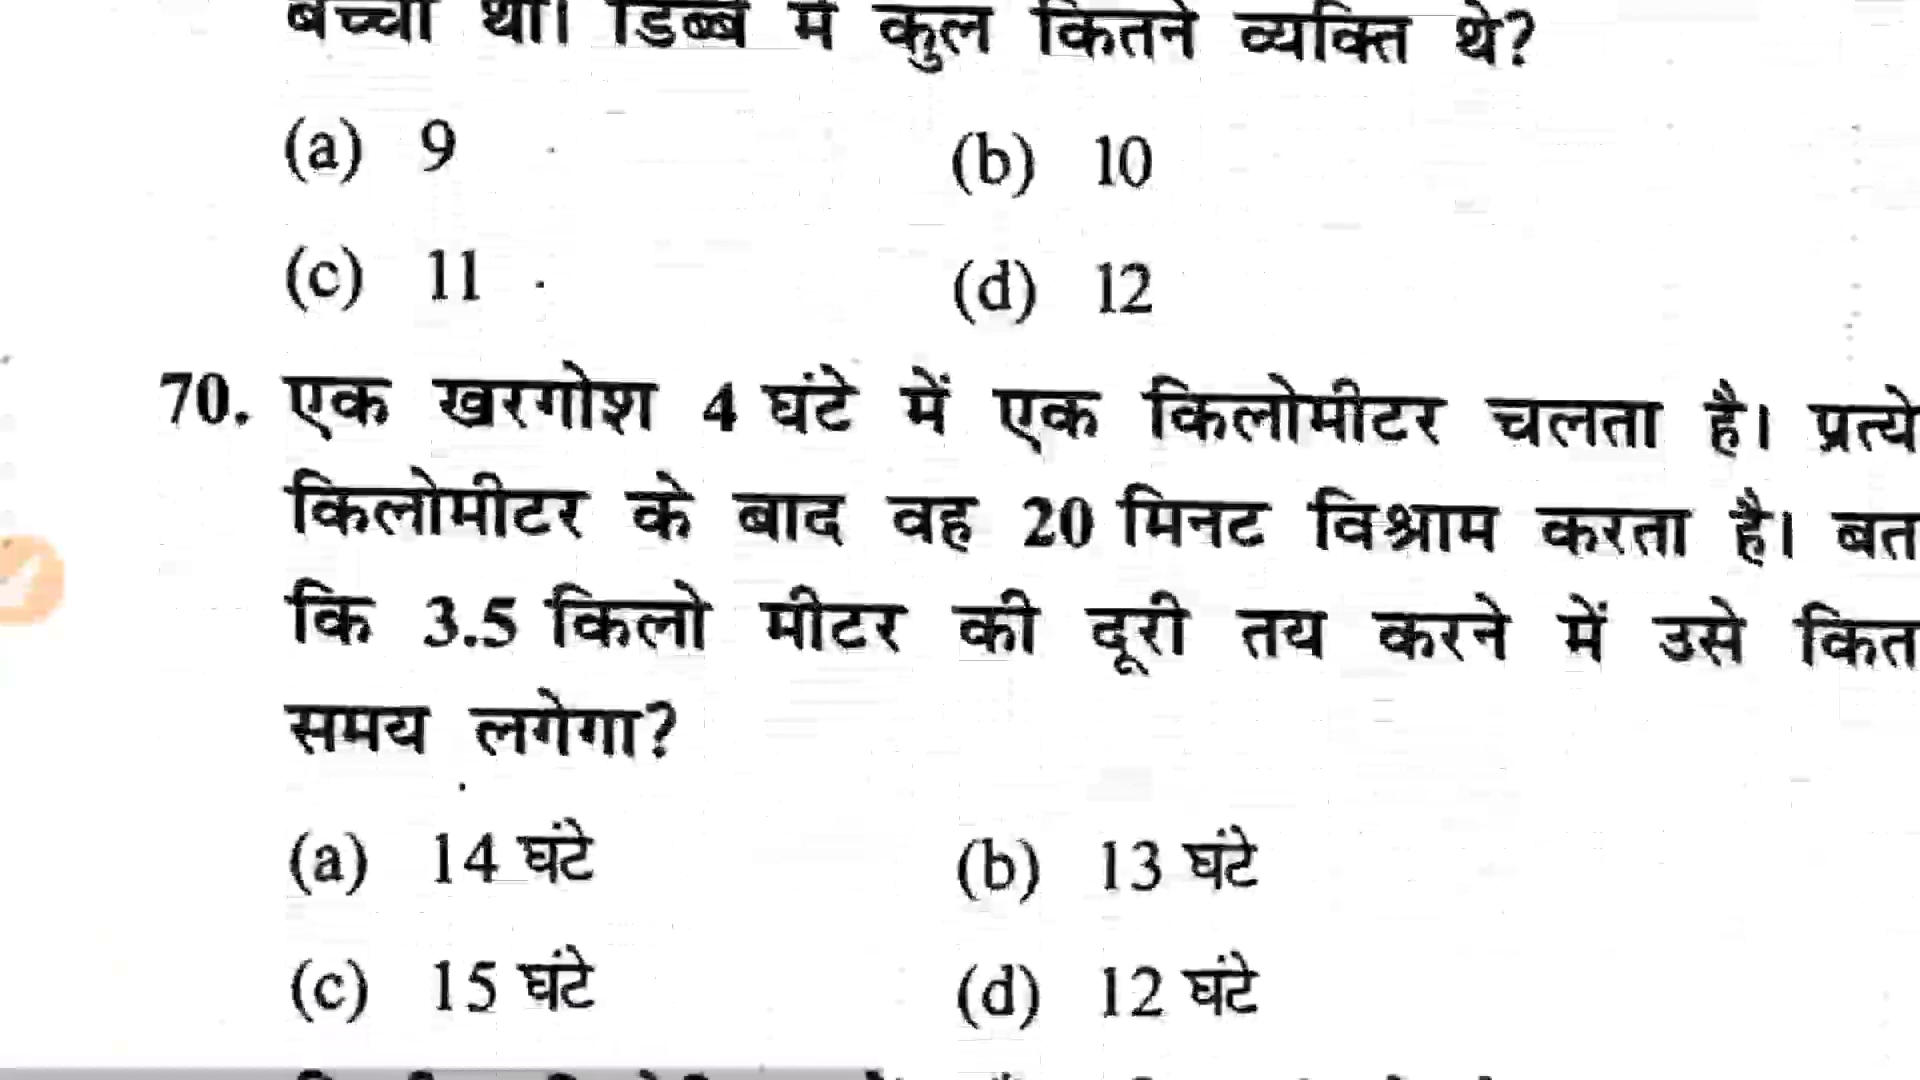 बच्चा था। डिब्बे में कुल कितने व्यक्ति थे?
(a) 9 (b) 10
(c) 11 (d) 12
70. एक खरगोश 4 घंटे में एक किलोमीटर चलता है। प्रत्ये
किलोमीटर के बाद वह 20 मिनट विश्राम करता है। बत
कि 3.5 किलो मीटर की दूरी तय करने में उसे कित
समय लगेगा?
(a) 14 घंटे (b) 13 घंटे
(c) 15 घंटे (d) 12 घंटे